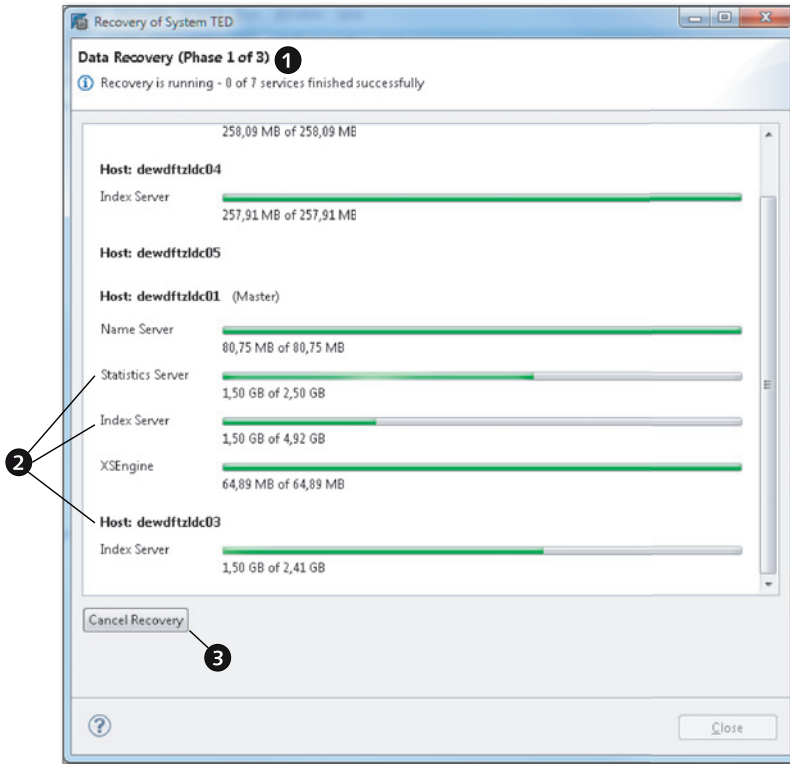 Recovery of System TED
Data Recovery (Phase 1 of 3) 1
Recovery is running - 0 of 7 services finished successfully
258,09 MB of 258,09 MB
Host: dewdftzldc04
Index Server
257,91 MB of 257,91 MB
Host: dewdftzldc05
Host: dewdftzldc01 (Master)
Name Server
80,75 MB of 80,75 MB
Statistics Server
1,50 GB of 2,50 GB
Index Server
1,50 GB of 4,92 GB
2
XSEngine
64,89 MB of 64,89 MB
Host: dewdftzldc03
Index Server
1,50 GB of 2,41 GB
Cancel Recovery
3
Close